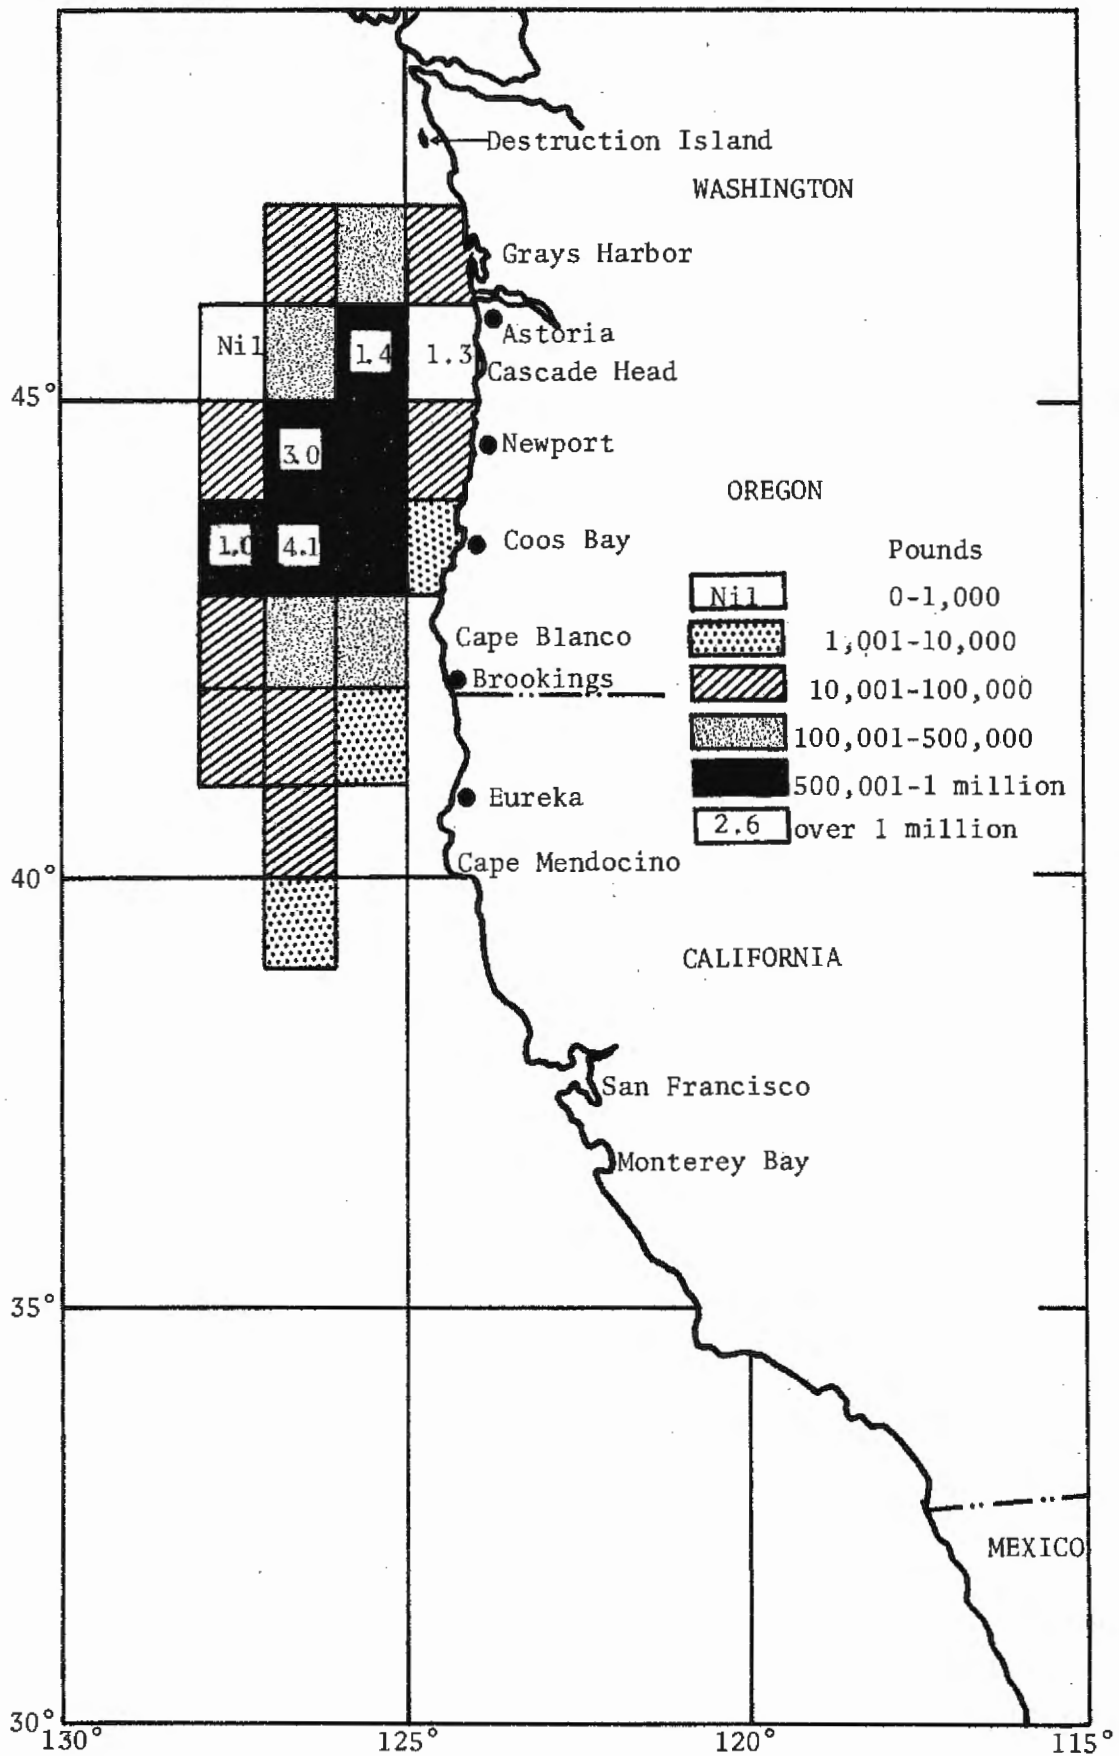 Destruction Island
WASHINGTON
Grays Harbor
Astoria
Nil
1.4
1.3
Cascade Head
45°
3.0
Newport
OREGON
1.0
4.1
Coos Bay
Pounds
Nil 0-1,000
Cape Blanco
1,001-10,000
Brookings
10,001-100,000
100,001-500,000
500,001-1 million
Eureka
2.6 over 1 million
Cape Mendocino
40°
CALIFORNIA
San Francisco
Monterey Bay
35°
MEXICO
30°
130°
125°
120°
115°